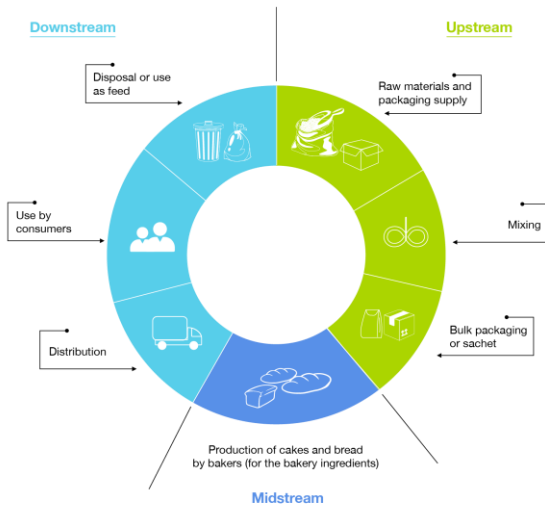 Downstream
Upstream
Disposal or use
as feed
Raw materials and
packaging supply
Use by
consumers
Mixing
Distribution
Bulk packaging
or sachet
Production of cakes and bread
by bakers (for the bakery ingredients)
Midstream